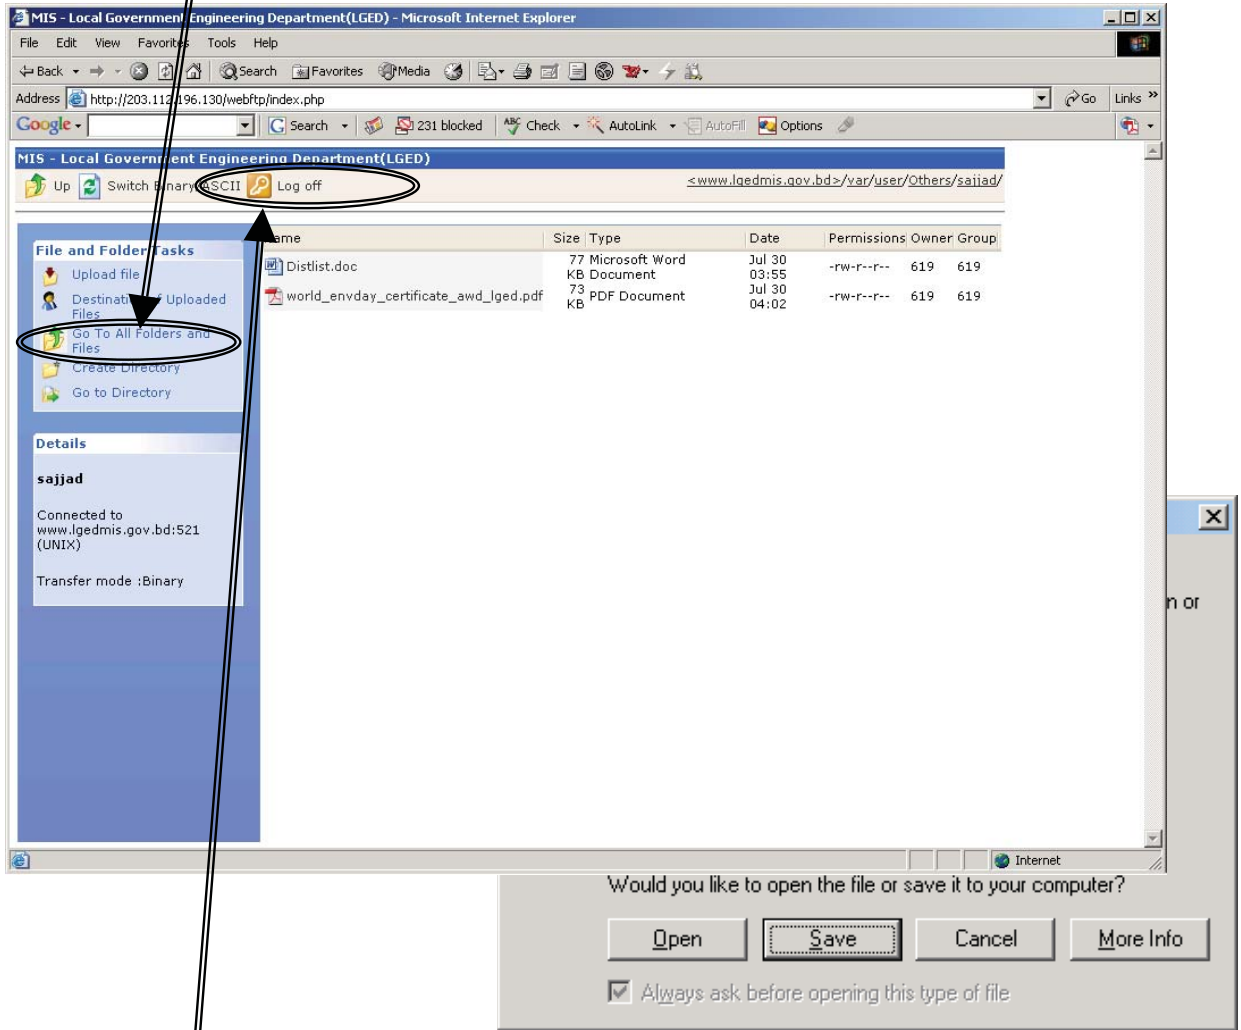 MIS - Local Government Engineering Department(LGED) - Microsoft Internet Explorer
File Edit View Favorites Tools Help
Back Search Favorites Media
Address http://203.112.196.130/webftp/index.php Go Links »
Google Search 231 blocked ABC Check AutoLink AutoFill Options
MIS - Local Government Engineering Department(LGED)
Up Switch Binary ASCII Log off <www.lgedmis.gov.bd>/var/user/Others/sajjad/
File and Folder Tasks
Upload file
Destination of Uploaded
Files
Go To All Folders and
Files
Create Directory
Go to Directory
Details
sajjad
Connected to
www.lgedmis.gov.bd:521
(UNIX)
Transfer mode :Binary
Name Size Type Date Permissions Owner Group
Distlist.doc 77 KB Microsoft Word Document Jul 30 03:55 -rw-r--r-- 619 619
world_envday_certificate_awd_lged.pdf 73 KB PDF Document Jul 30 04:02 -rw-r--r-- 619 619
Internet
n or
Would you like to open the file or save it to your computer?
Open Save Cancel More Info
Always ask before opening this type of file